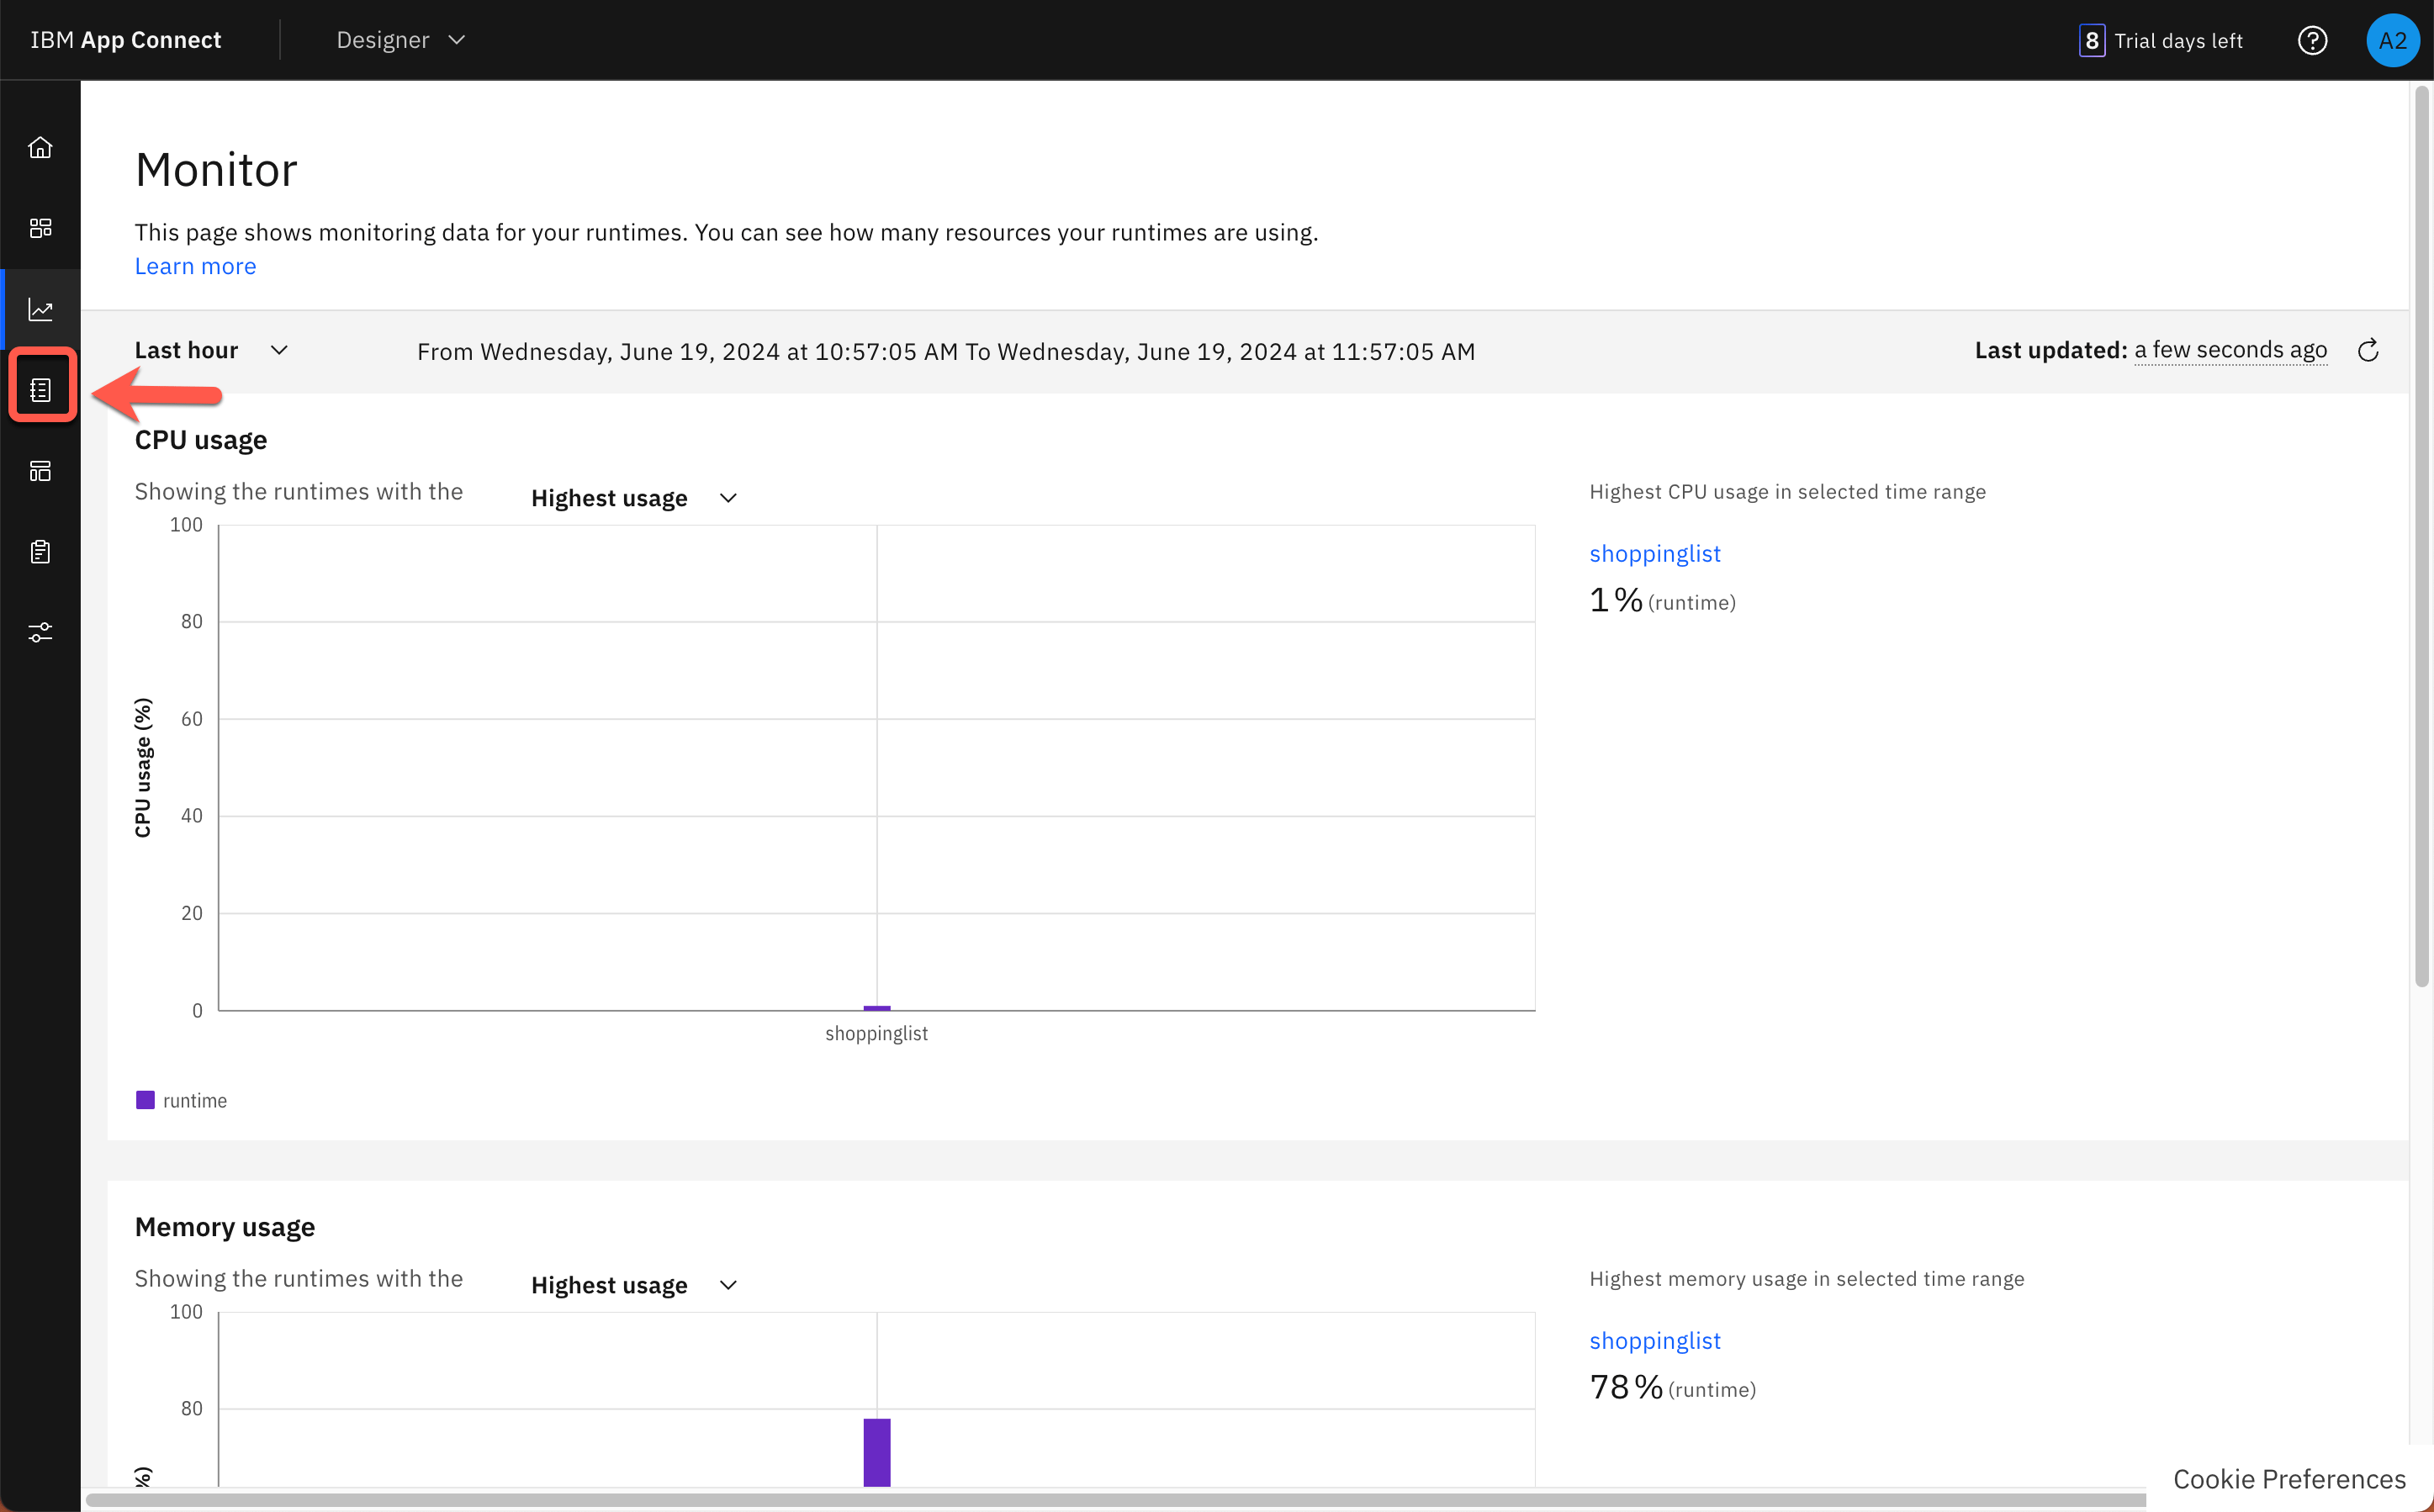 IBM App Connect
Designer
8 Trial days left
A2
Monitor
This page shows monitoring data for your runtimes. You can see how many resources your runtimes are using.
Learn more
Last hour
From Wednesday, June 19, 2024 at 10:57:05 AM To Wednesday, June 19, 2024 at 11:57:05 AM
Last updated: a few seconds ago
CPU usage
Showing the runtimes with the
Highest usage
100
80
60
40
20
0
CPU usage (%)
shoppinglist
runtime
Highest CPU usage in selected time range
shoppinglist
1% (runtime)
Memory usage
Showing the runtimes with the
Highest usage
100
80
%)
Highest memory usage in selected time range
shoppinglist
78% (runtime)
Cookie Preferences